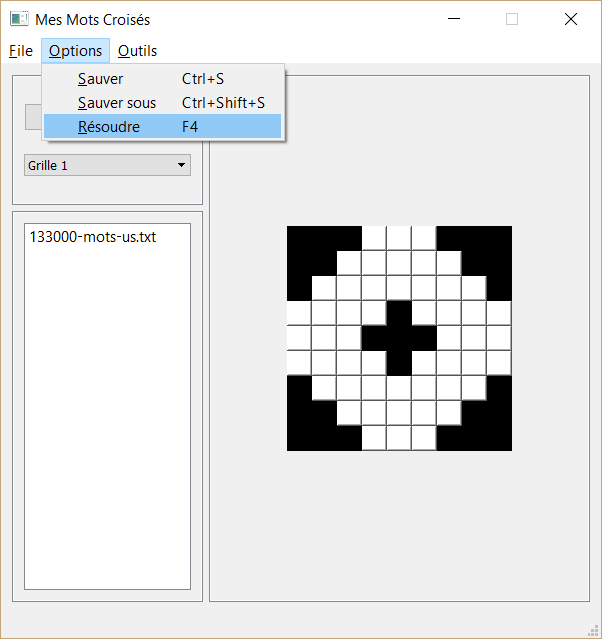 Mes Mots Croisés
File Options Outils
Sauver Ctrl+S
Sauver sous Ctrl+Shift+S
Résoudre F4
Grille 1
133000-mots-us.txt